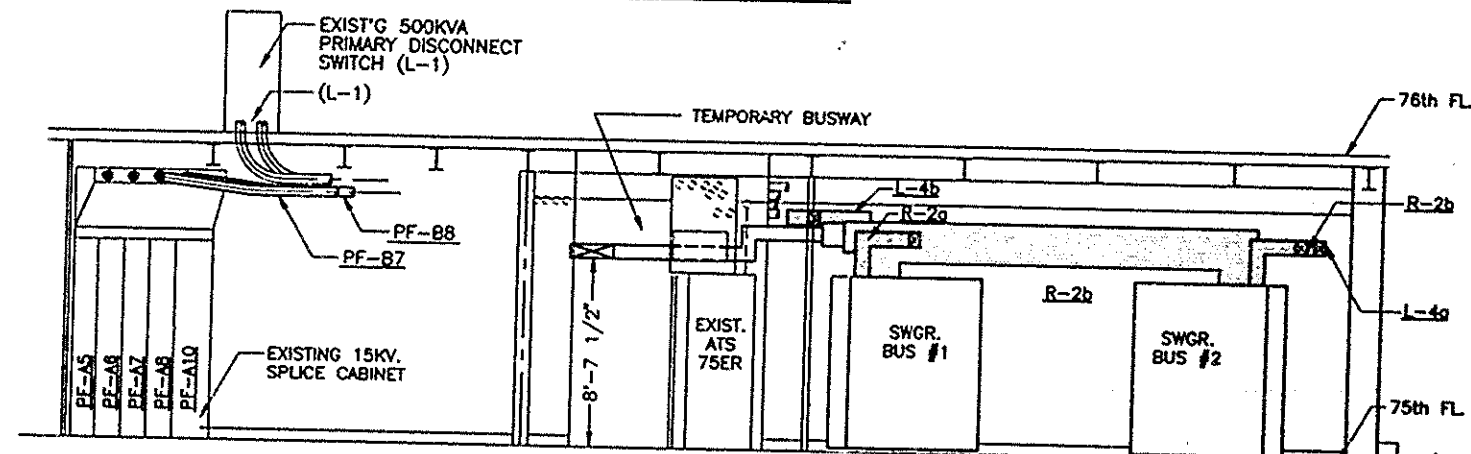 EXIST'G 500KVA
PRIMARY DISCONNECT
SWITCH (L-1)
(L-1)
TEMPORARY BUSWAY
76th FL.
L-4b
R-2a
R-2b
PF-B8
PF-B7
R-2b
L-4a
8'-7 1/2"
EXIST.
ATS
75ER
SWGR.
BUS #1
SWGR.
BUS #2
PF-A5
PF-A6
PF-A7
PF-A8
PF-A10
EXISTING 15KV.
SPLICE CABINET
75th FL.